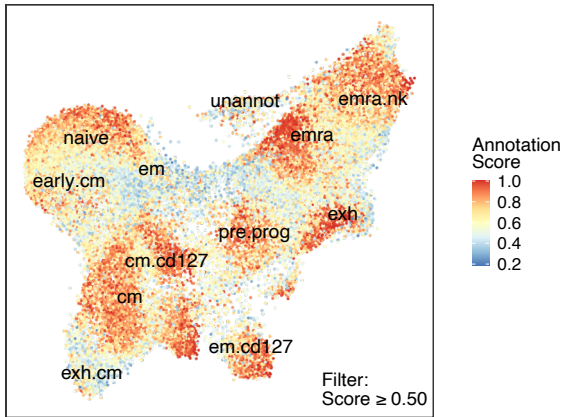 unannot
emra.nk
naive
emra
em
early.cm
exh
pre.prog
cm.cd127
cm
em.cd127
exh.cm
Filter:
Score ≥ 0.50
Annotation
Score
1.0
0.8
0.6
0.4
0.2